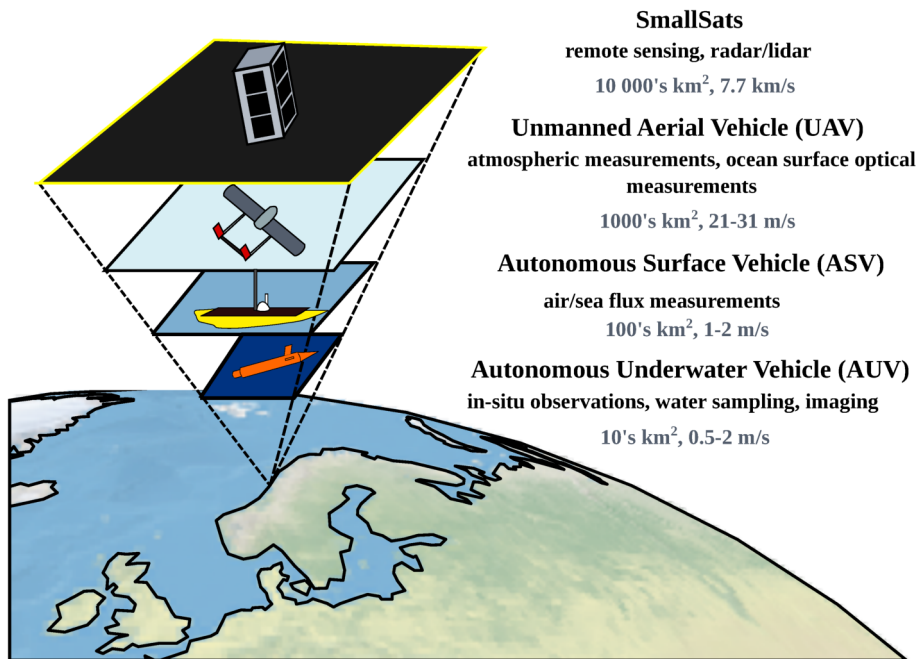 SmallSats
remote sensing, radar/lidar
10 000's km², 7.7 km/s
Unmanned Aerial Vehicle (UAV)
atmospheric measurements, ocean surface optical
measurements
1000's km², 21-31 m/s
Autonomous Surface Vehicle (ASV)
air/sea flux measurements
100's km², 1-2 m/s
Autonomous Underwater Vehicle (AUV)
in-situ observations, water sampling, imaging
10's km², 0.5-2 m/s